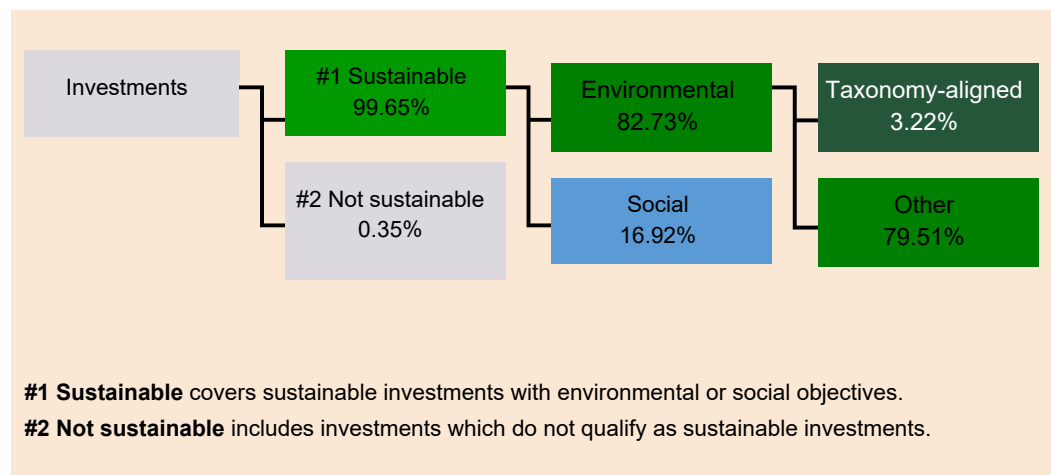 Investments
#1 Sustainable
99.65%
#2 Not sustainable
0.35%
Environmental
82.73%
Social
16.92%
Taxonomy-aligned
3.22%
Other
79.51%
#1 Sustainable covers sustainable investments with environmental or social objectives.
#2 Not sustainable includes investments which do not qualify as sustainable investments.